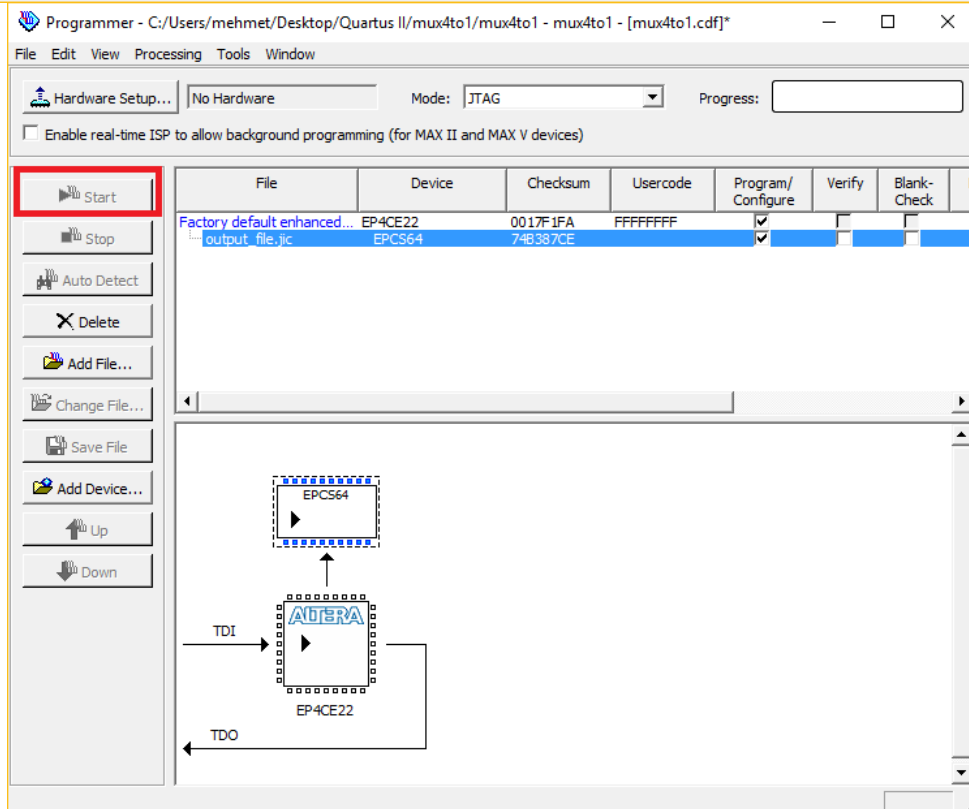 Programmer - C:/Users/mehmet/Desktop/Quartus II/mux4to1/mux4to1 - mux4to1 - [mux4to1.cdf]*
File Edit View Processing Tools Window
Hardware Setup... No Hardware Mode: JTAG Progress:
Enable real-time ISP to allow background programming (for MAX II and MAX V devices)
Start
Stop
Auto Detect
Delete
Add File...
Change File...
Save File
Add Device...
Up
Down
File Device Checksum Usercode Program/ Verify Blank-
Configure Check
Factory default enhanced... EP4CE22 0017F1FA FFFFFFFF
output_file.jic EPCS64 74B387CE
EPCS64
ALTERA
TDI
EP4CE22
TDO